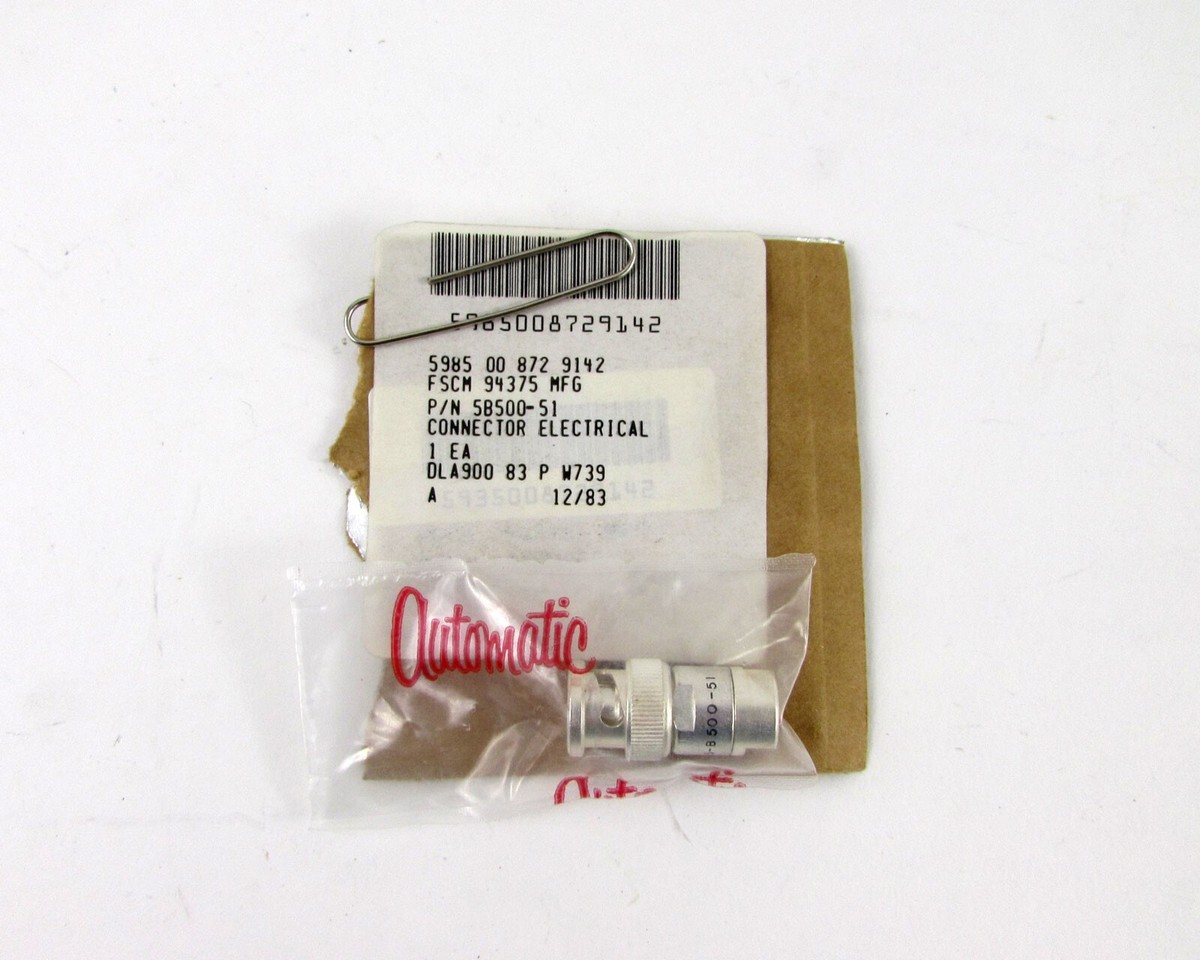 5985008729142
5985 00 872 9142
FSCM 94375 MFG
P/N 5B500-51
CONNECTOR ELECTRICAL
1 EA
DLA900 83 P W739
A 12/83
Automatic
B500-51